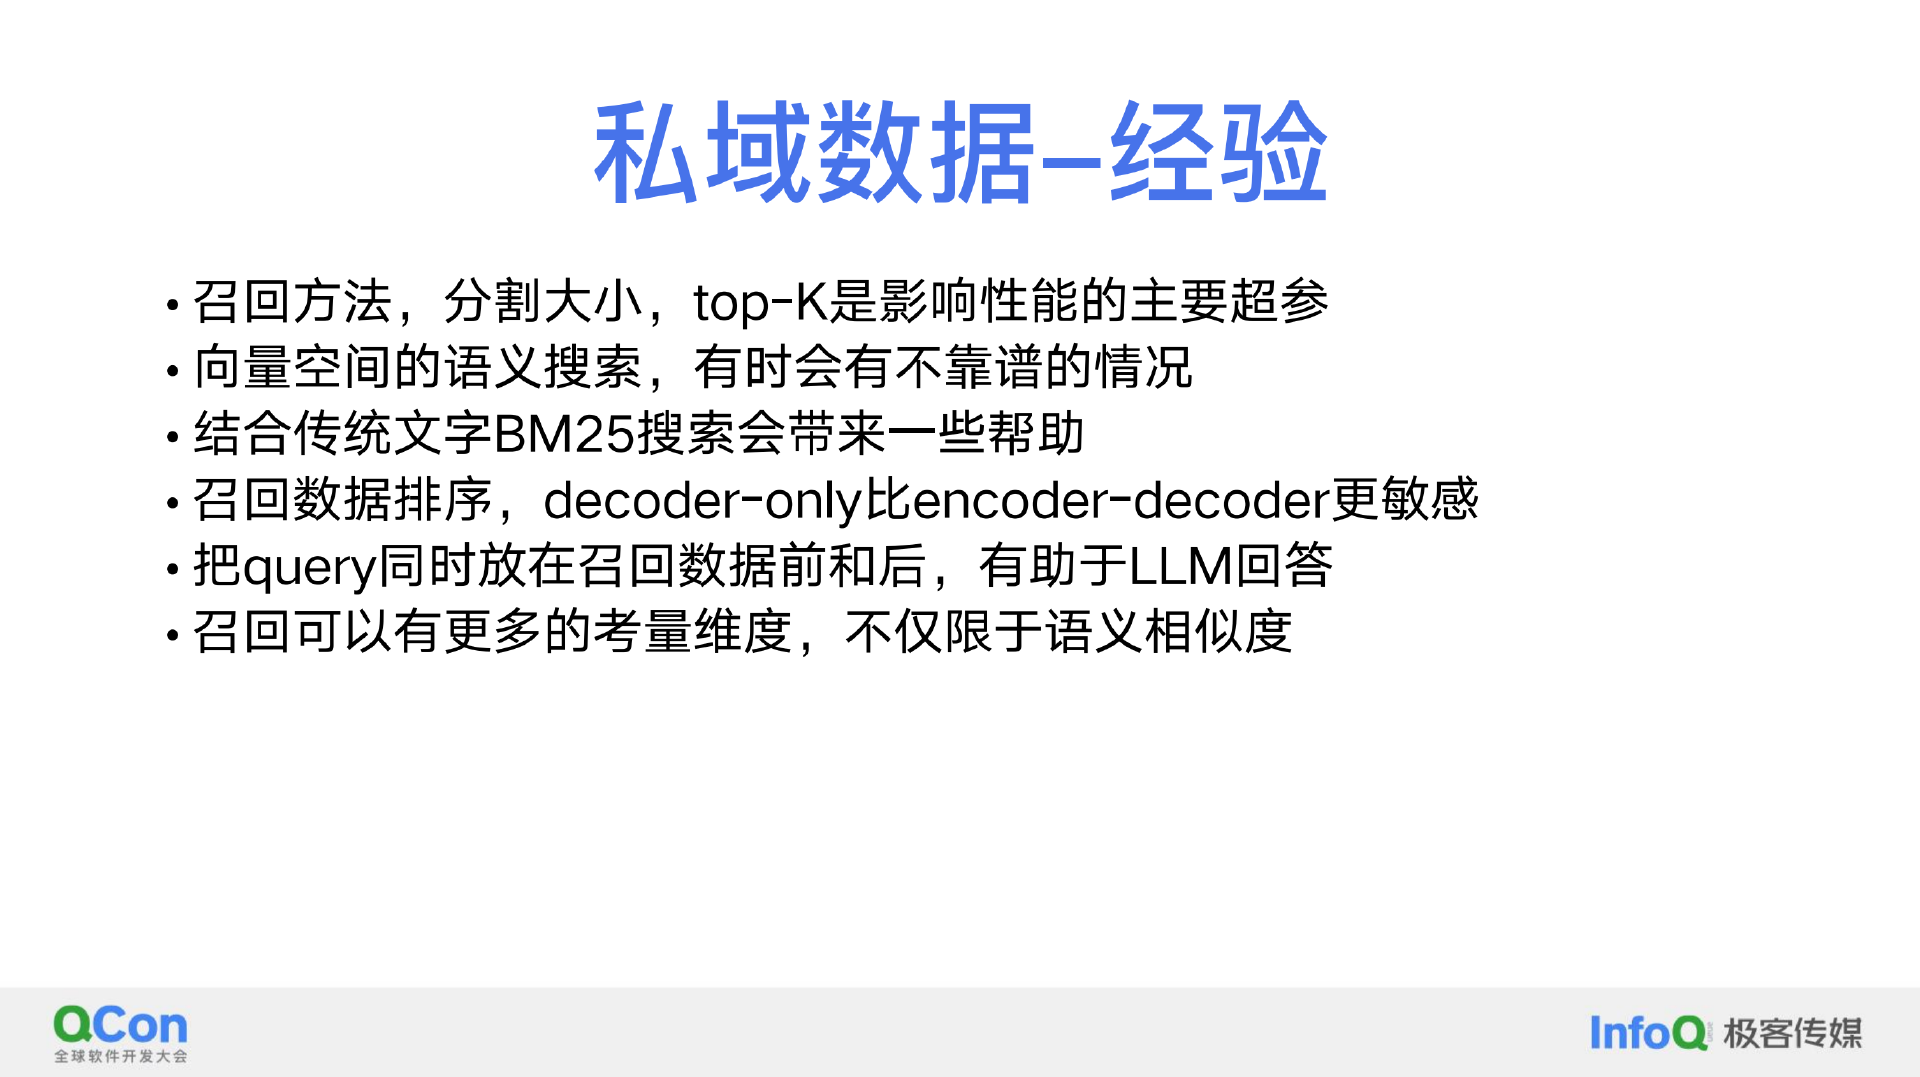 私域数据-经验
• 召回方法，分割大小，top-K是影响性能的主要超参
• 向量空间的语义搜索，有时会有不靠谱的情况
• 结合传统文字BM25搜索会带来一些帮助
• 召回数据排序，decoder-only比encoder-decoder更敏感
• 把query同时放在召回数据前和后，有助于LLM回答
• 召回可以有更多的考量维度，不仅限于语义相似度
QCon
全球软件开发大会
InfoQ 极客传媒